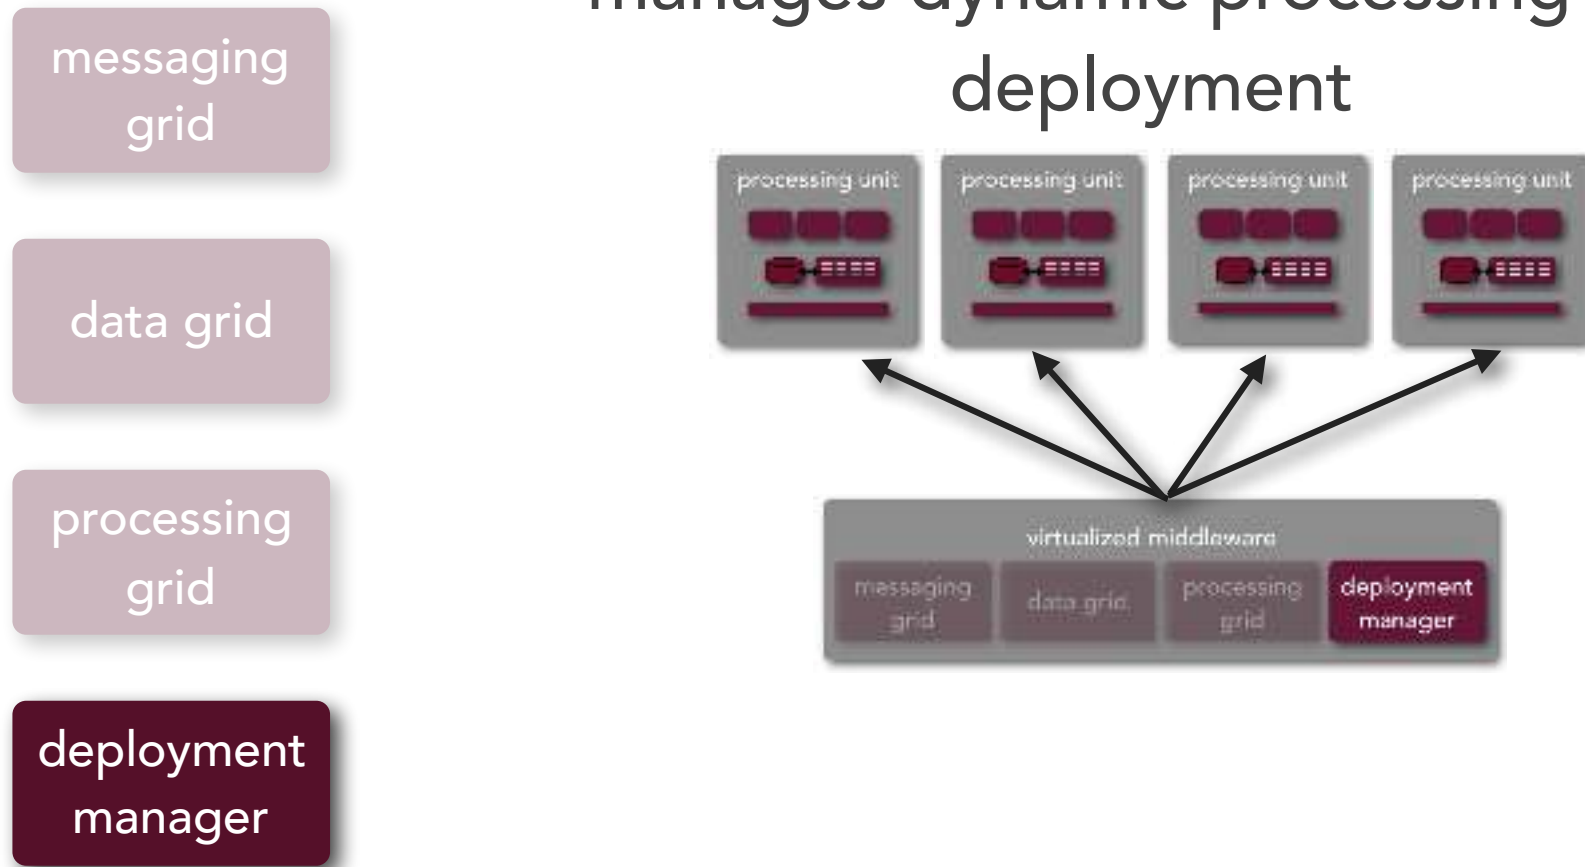 manages dynamic processing
deployment
messaging
grid
data grid
processing
grid
deployment
manager
processing unit
processing unit
processing unit
processing unit
virtualized middleware
messaging
grid
data grid
processing
grid
deployment
manager